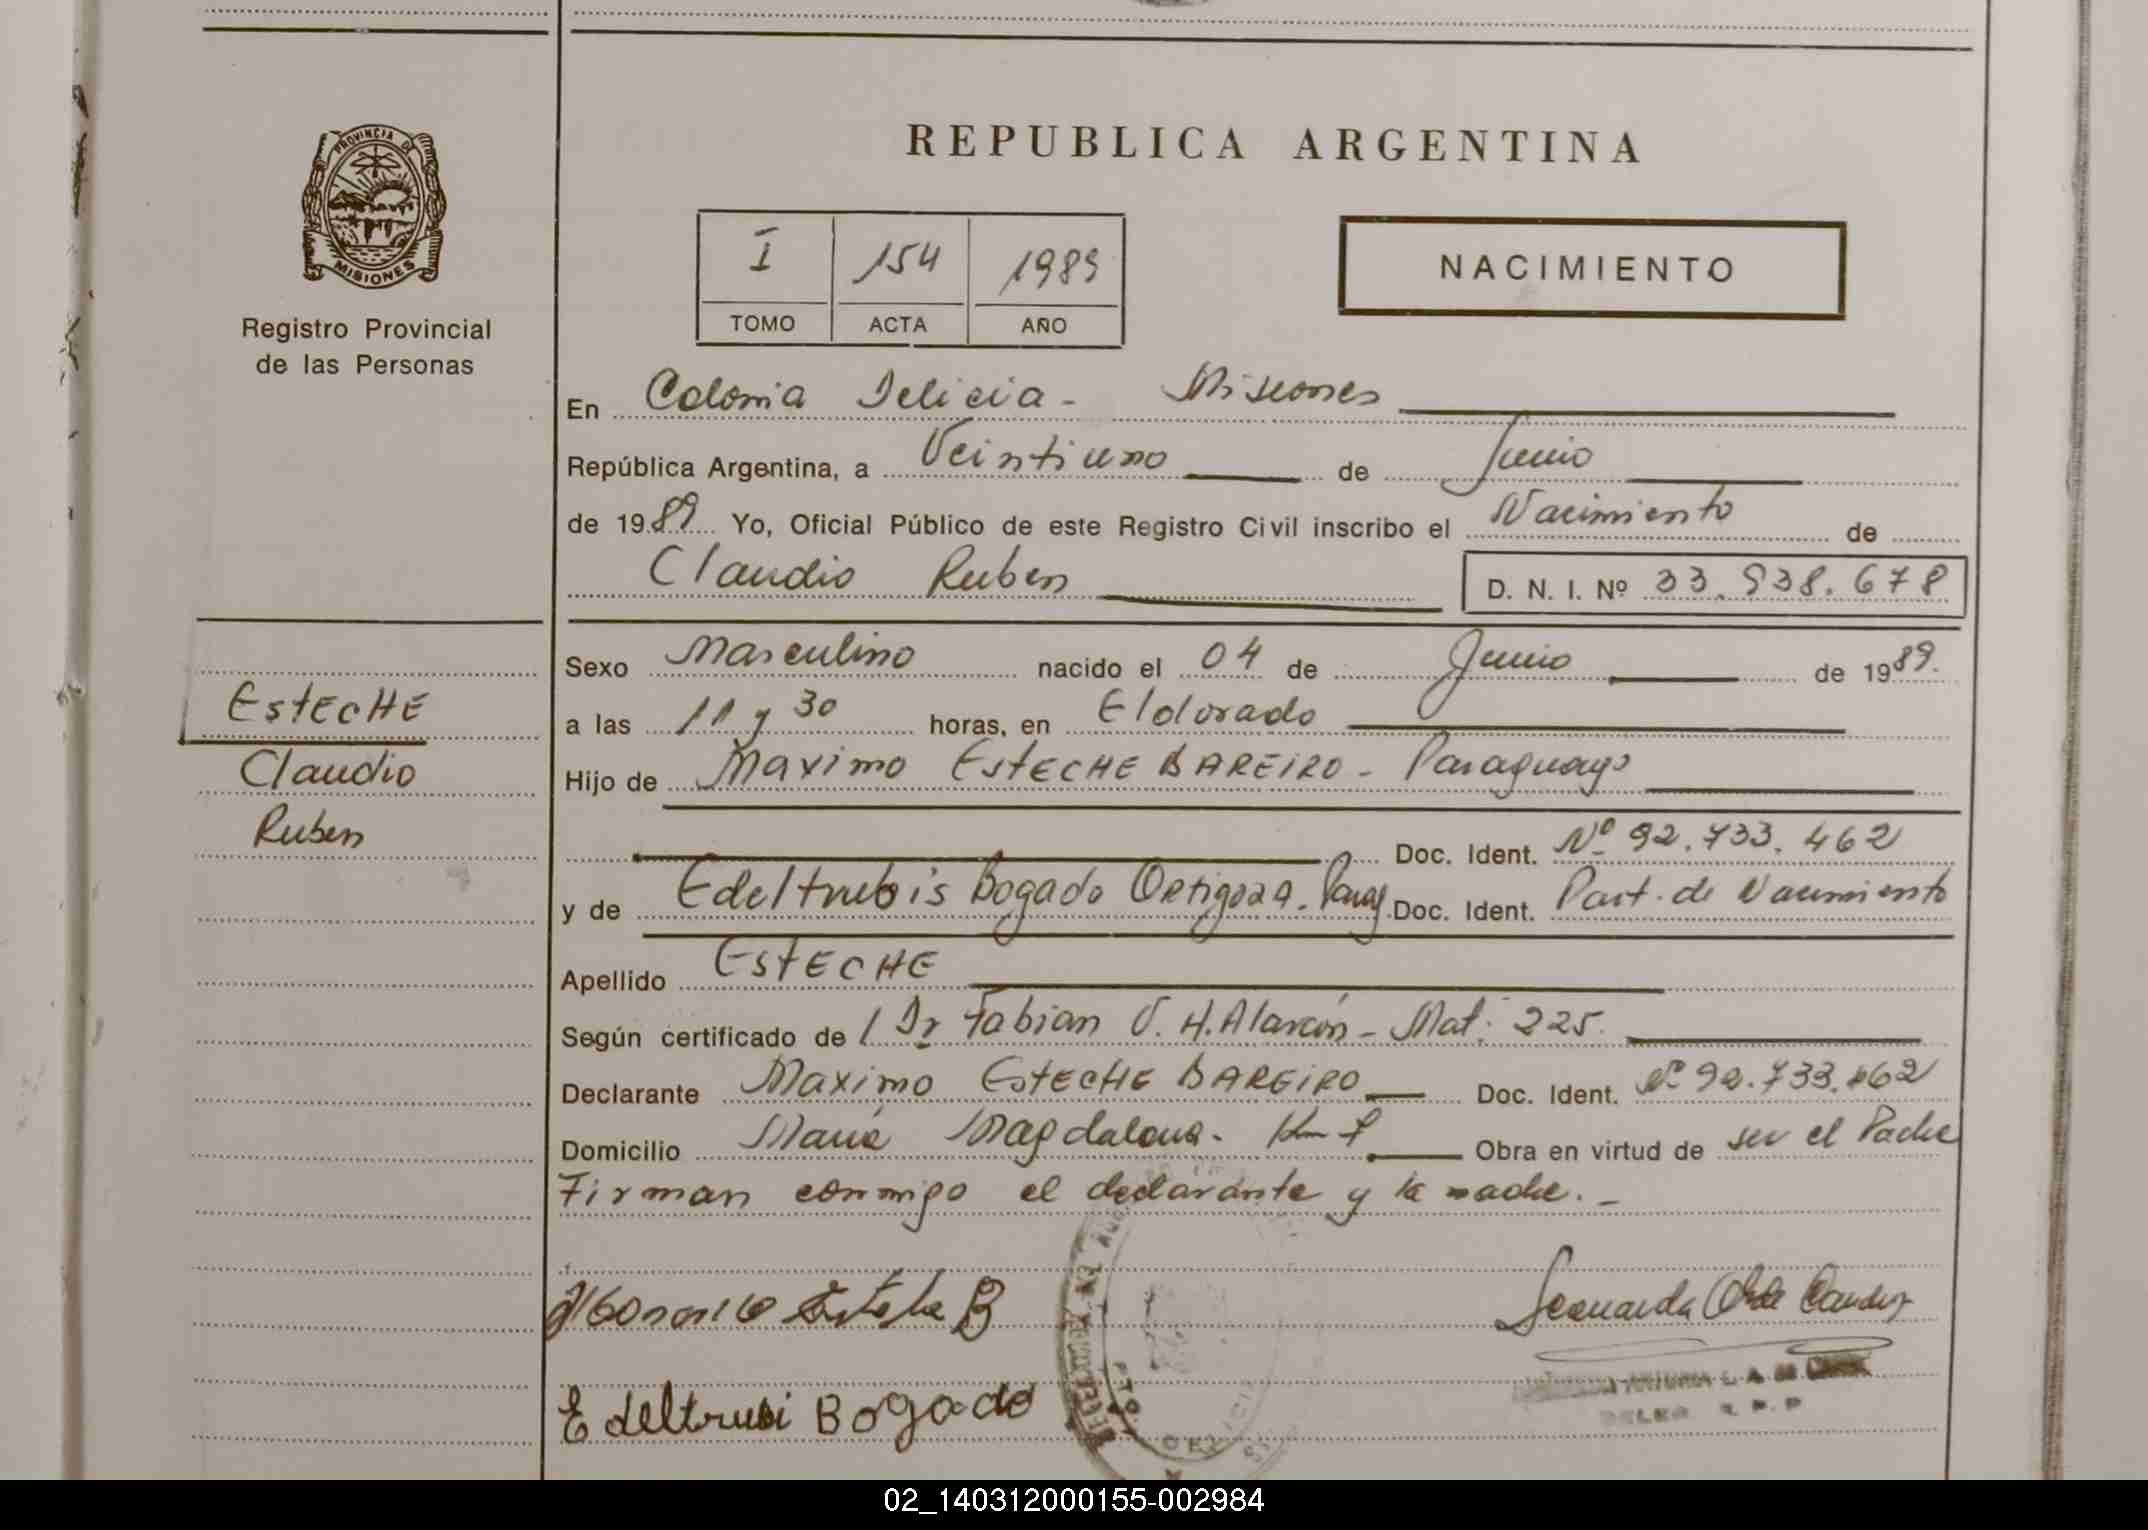 REPUBLICA ARGENTINA
PROVINCIA DE
MISIONES
Registro Provincial
de las Personas
I 154 1989
TOMO ACTA AÑO
NACIMIENTO
En Colonia Delicia - Misiones
República Argentina, a Veintiuno de Junio
de 1989 Yo, Oficial Público de este Registro Civil inscribo el Nacimiento de
Claudio Ruben D. N. I. Nº 33.938.678
Sexo Masculino nacido el 04 de Junio de 1989.
EstECHE
Claudio
Ruben
a las 11 y 30 horas, en Eldorado
Hijo de Maximo EstECHE BAREIRO - Paraguayo
Doc. Ident. Nº 92.733.462
y de Edeltrubis Bogado Ortigoza. Parag. Doc. Ident. Part. de Nacimiento
Apellido EstECHE
Según certificado de Dr Fabian V. H. Alarcón - Mat. 225.
Declarante Maximo EstECHE BAREIRO Doc. Ident. Nº 92.733.462
Domicilio María Magdalena. Obra en virtud de ser el Padre
Firman conmigo el declarante y la madre. -
Edeltrudi Bogado
02_140312000155-002984